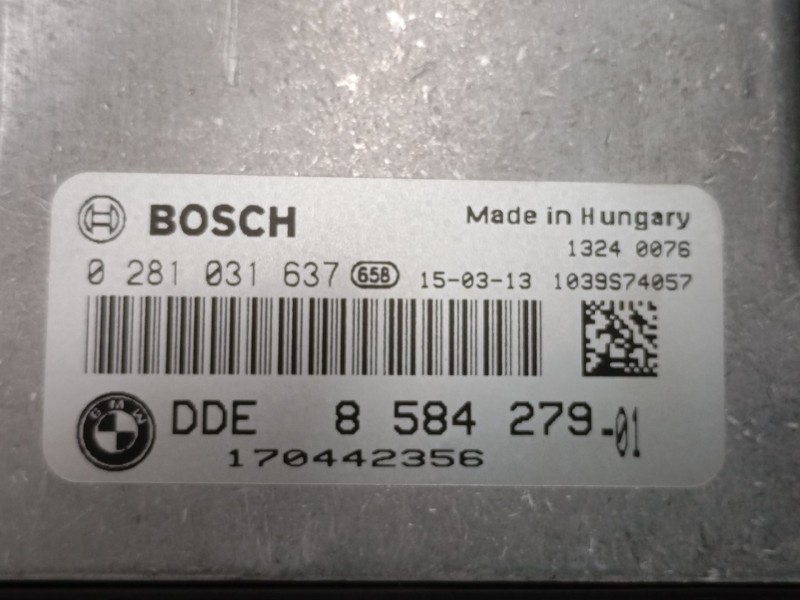 BOSCH
Made in Hungary
1324 0076
0 281 031 637 658 15-03-13 1039S74057
BMW
DDE 8 584 279-01
170442356